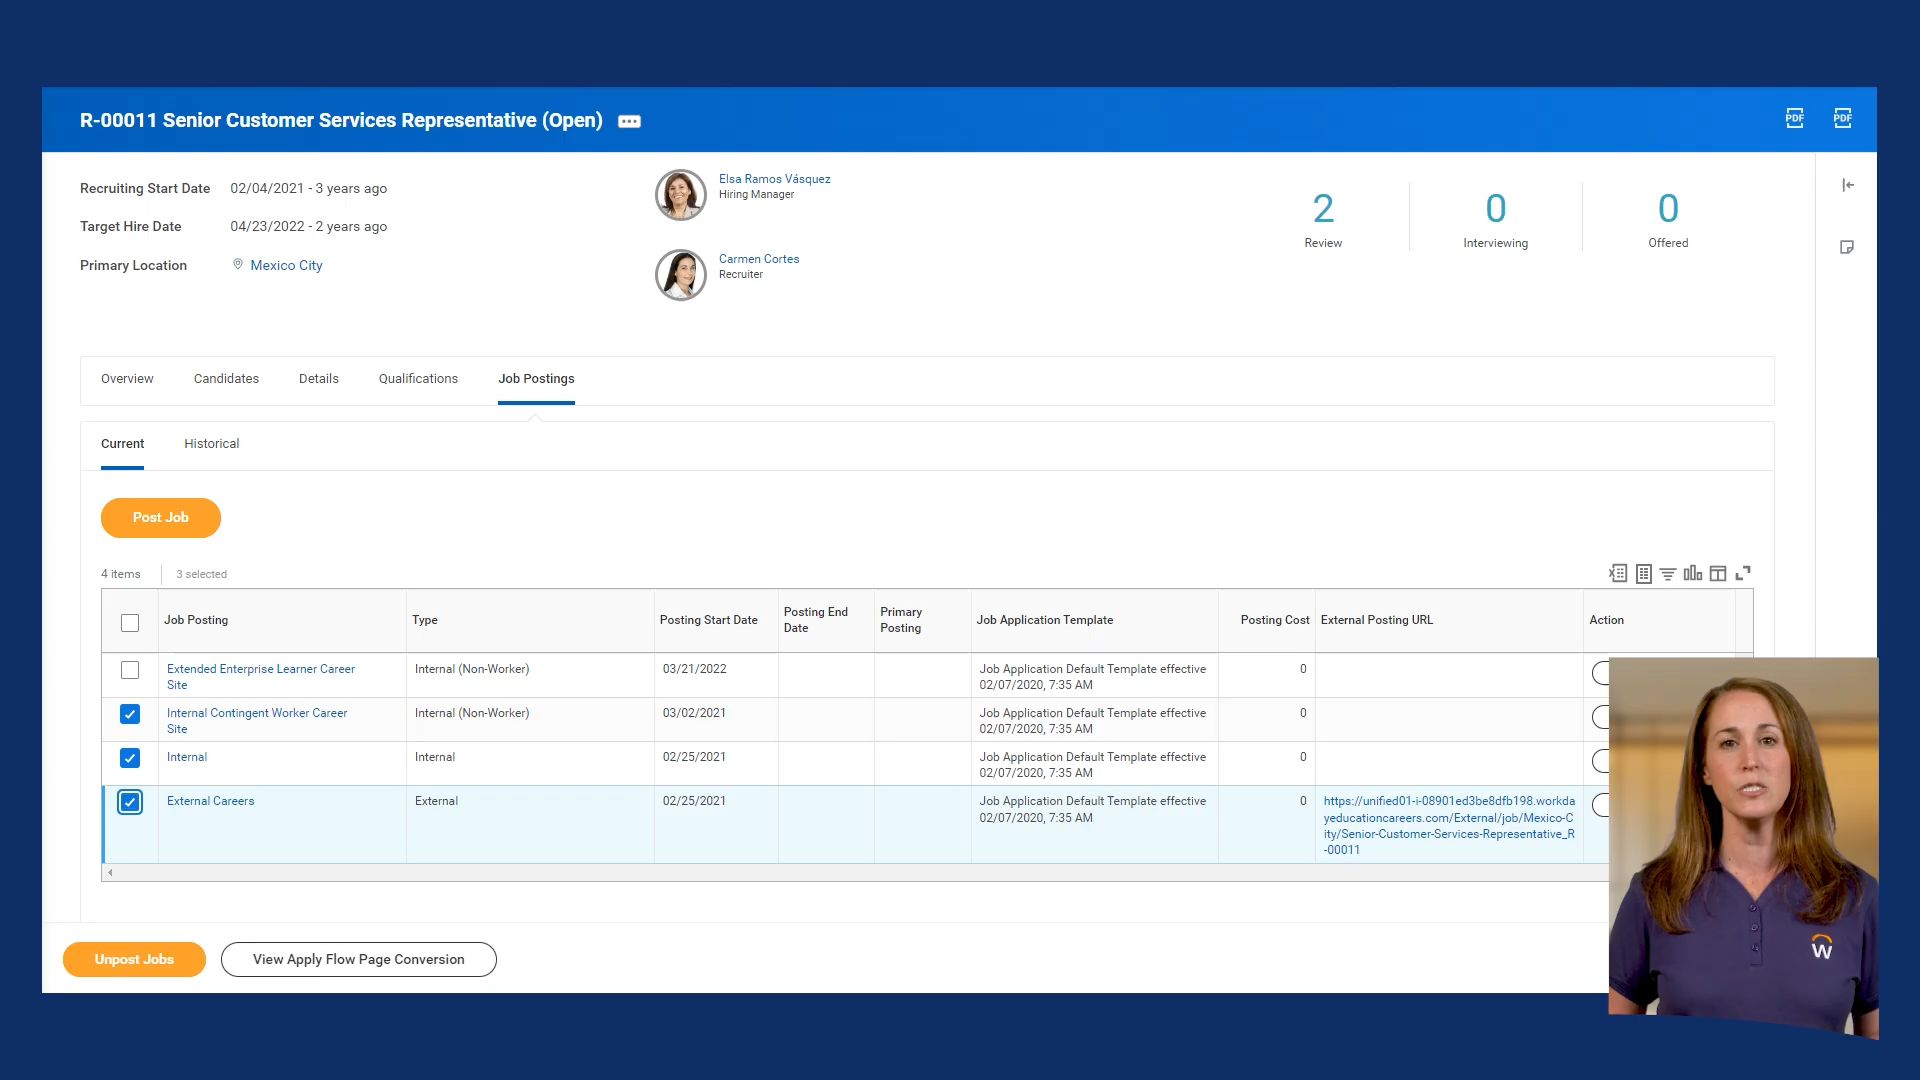 R-00011 Senior Customer Services Representative (Open)
PDF
PDF
Recruiting Start Date 02/04/2021 - 3 years ago
Target Hire Date 04/23/2022 - 2 years ago
Primary Location Mexico City
Elsa Ramos Vásquez
Hiring Manager
Carmen Cortes
Recruiter
2
Review
0
Interviewing
0
Offered
Overview
Candidates
Details
Qualifications
Job Postings
Current
Historical
Post Job
4 items
3 selected
Job Posting
Type
Posting Start Date
Posting End
Date
Primary
Posting
Job Application Template
Posting Cost
External Posting URL
Action
Extended Enterprise Learner Career
Site
Internal (Non-Worker)
03/21/2022
Job Application Default Template effective
02/07/2020, 7:35 AM
0
Internal Contingent Worker Career
Site
Internal (Non-Worker)
03/02/2021
Job Application Default Template effective
02/07/2020, 7:35 AM
0
Internal
Internal
02/25/2021
Job Application Default Template effective
02/07/2020, 7:35 AM
0
External Careers
External
02/25/2021
Job Application Default Template effective
02/07/2020, 7:35 AM
0
https://unified01-i-08901ed3be8dfb198.workda
yeducationcareers.com/External/job/Mexico-C
ity/Senior-Customer-Services-Representative_R
-00011
Unpost Jobs
View Apply Flow Page Conversion
W